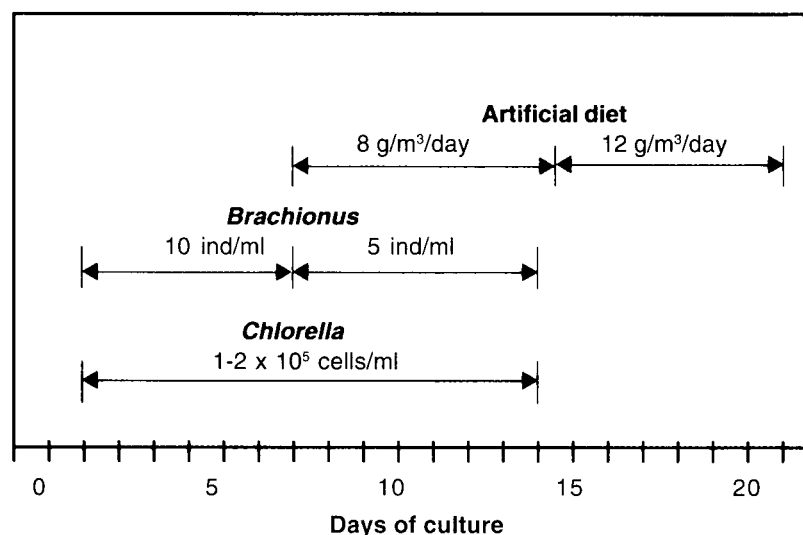 Artificial diet
8 g/m³/day 12 g/m³/day
Brachionus
10 ind/ml 5 ind/ml
Chlorella
1-2 x 10⁵ cells/ml
0 5 10 15 20
Days of culture